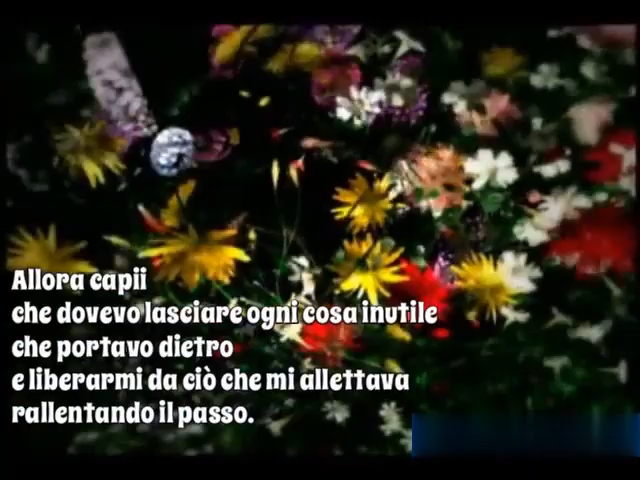 Allora capii
che dovevo lasciare ogni cosa inutile
che portavo dietro
e liberarmi da ciò che mi allettava
rallentando il passo.